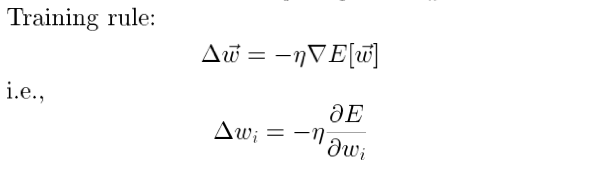 Training rule:
Δw⃗ = −η∇E[w⃗]
i.e.,
Δwᵢ = −η ∂E/∂wᵢ